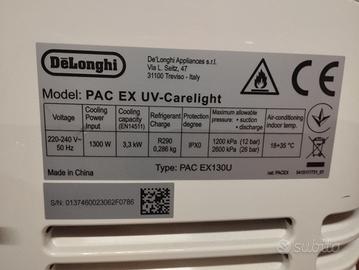 DeLonghi
De'Longhi Appliances s.r.l.
Via L. Seitz, 47
31100 Treviso - Italy
Model: PAC EX UV-Carelight
Voltage
Cooling Power Input
Cooling capacity (EN14511)
Refrigerant Charge
Protection degree
Maximum allowable pressure : - suction: - discharge:
Air-conditioning indoor temp.
220-240 V~ 50 Hz
1300 W
3,3 kW
R290 0,286 kg
IPX0
1200 kPa (12 bar)
2600 kPa (26 bar)
18÷35 °C
Made in China
Type: PAC EX130U
S/N: 0137460023062F0786
subito